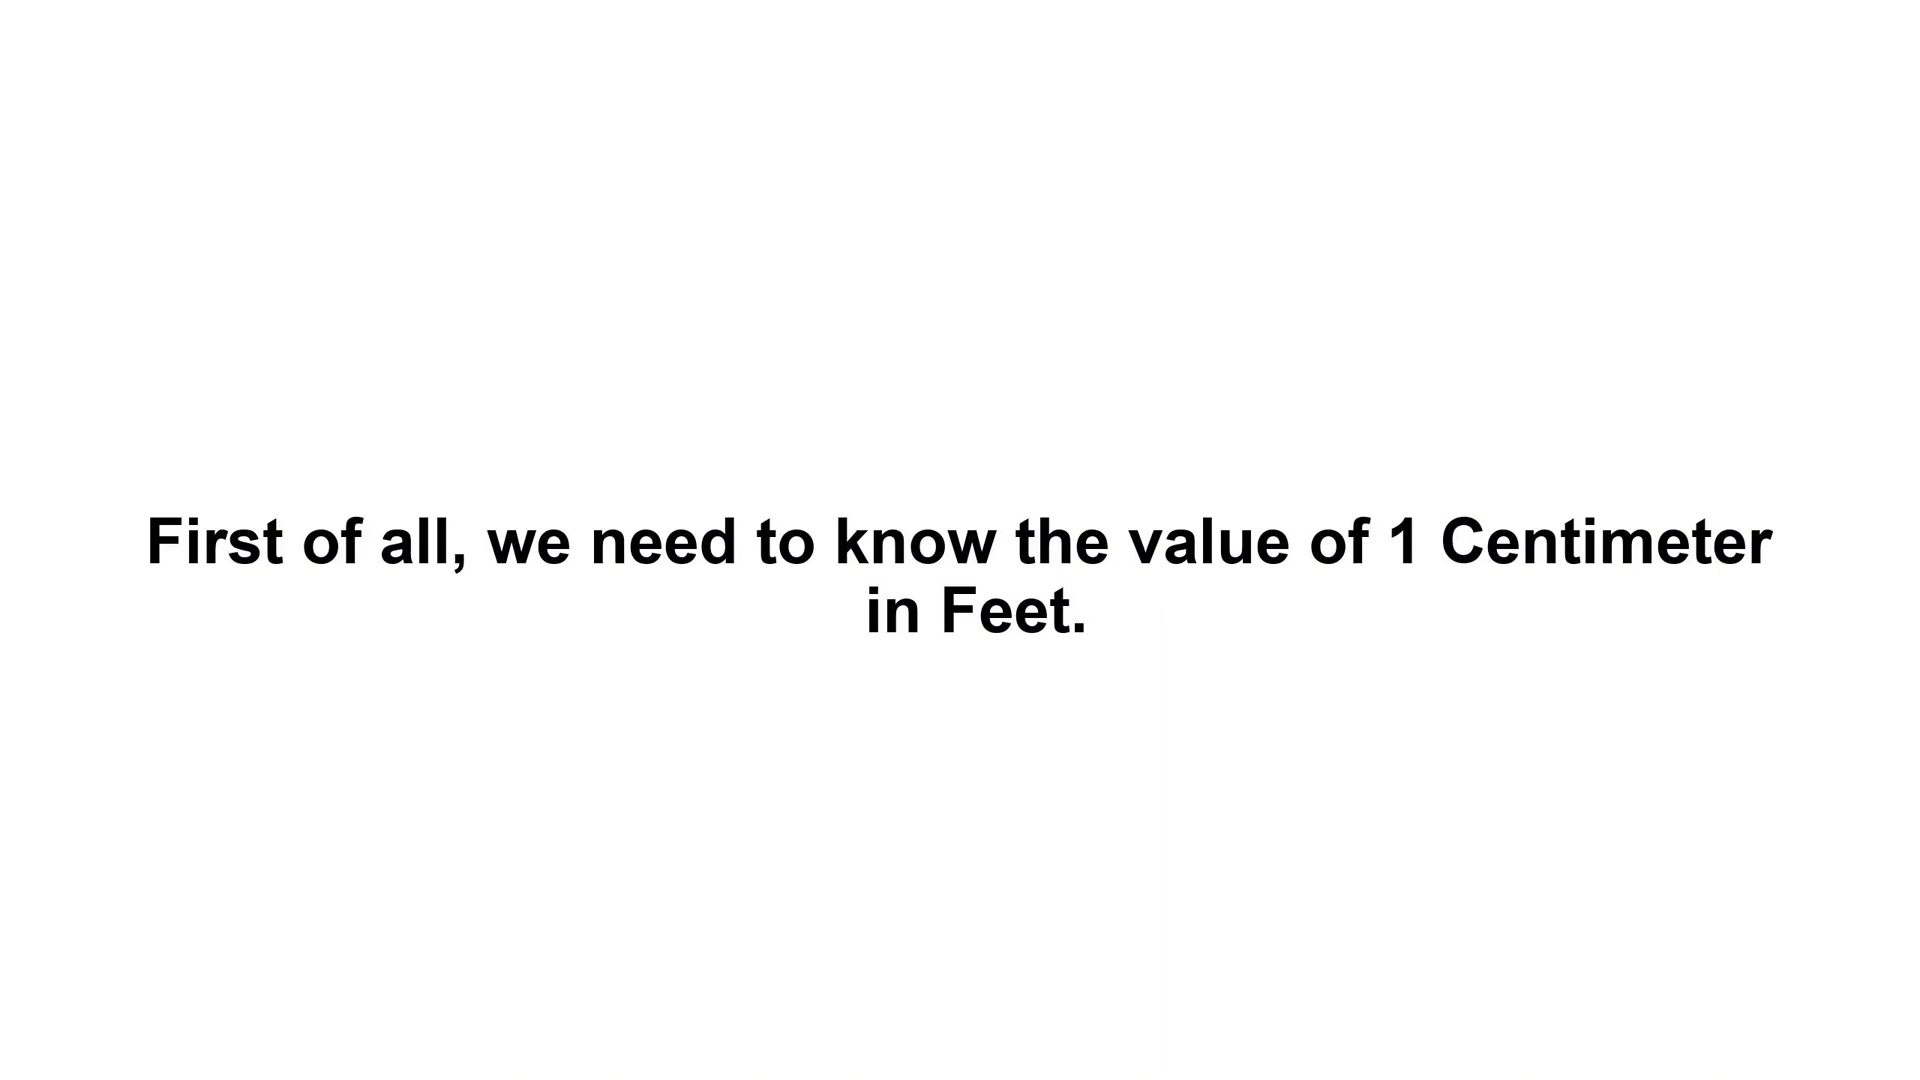 First of all, we need to know the value of 1 Centimeter
in Feet.